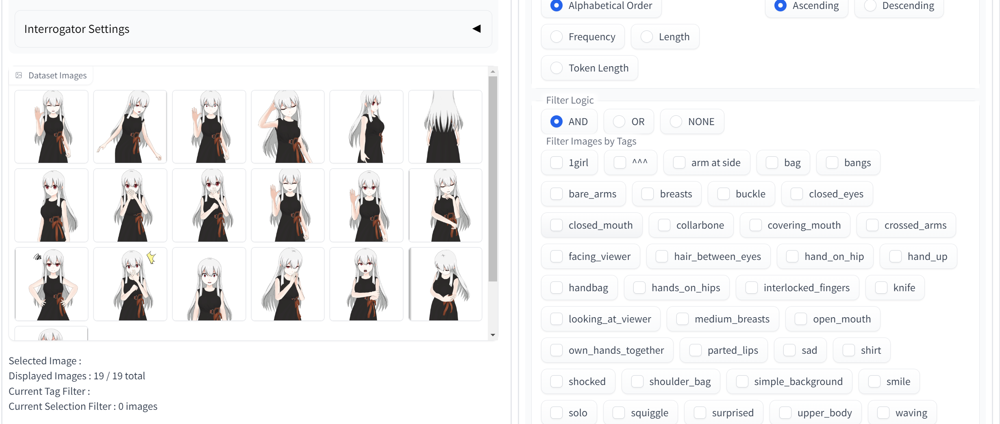 Interrogator Settings
Dataset Images
Selected Image :
Displayed Images : 19 / 19 total
Current Tag Filter :
Current Selection Filter : 0 images
Alphabetical Order
Ascending Descending
Frequency Length
Token Length
Filter Logic
AND OR NONE
Filter Images by Tags
1girl ^^^ arm at side bag bangs
bare_arms breasts buckle closed_eyes
closed_mouth collarbone covering_mouth crossed_arms
facing_viewer hair_between_eyes hand_on_hip hand_up
handbag hands_on_hips interlocked_fingers knife
looking_at_viewer medium_breasts open_mouth
own_hands_together parted_lips sad shirt
shocked shoulder_bag simple_background smile
solo squiggle surprised upper_body waving